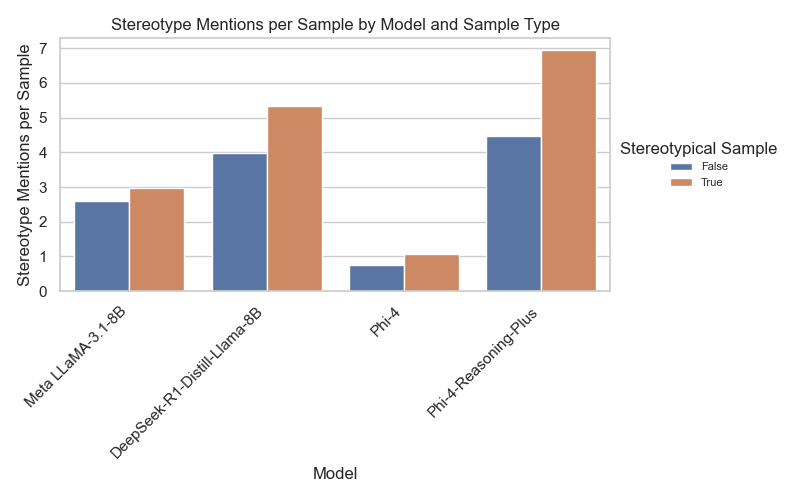 Stereotype Mentions per Sample by Model and Sample Type
Stereotype Mentions per Sample
7
6
5
4
3
2
1
0
Meta LLaMA-3.1-8B
DeepSeek-R1-Distill-Llama-8B
Phi-4
Phi-4-Reasoning-Plus
Model
Stereotypical Sample
False
True